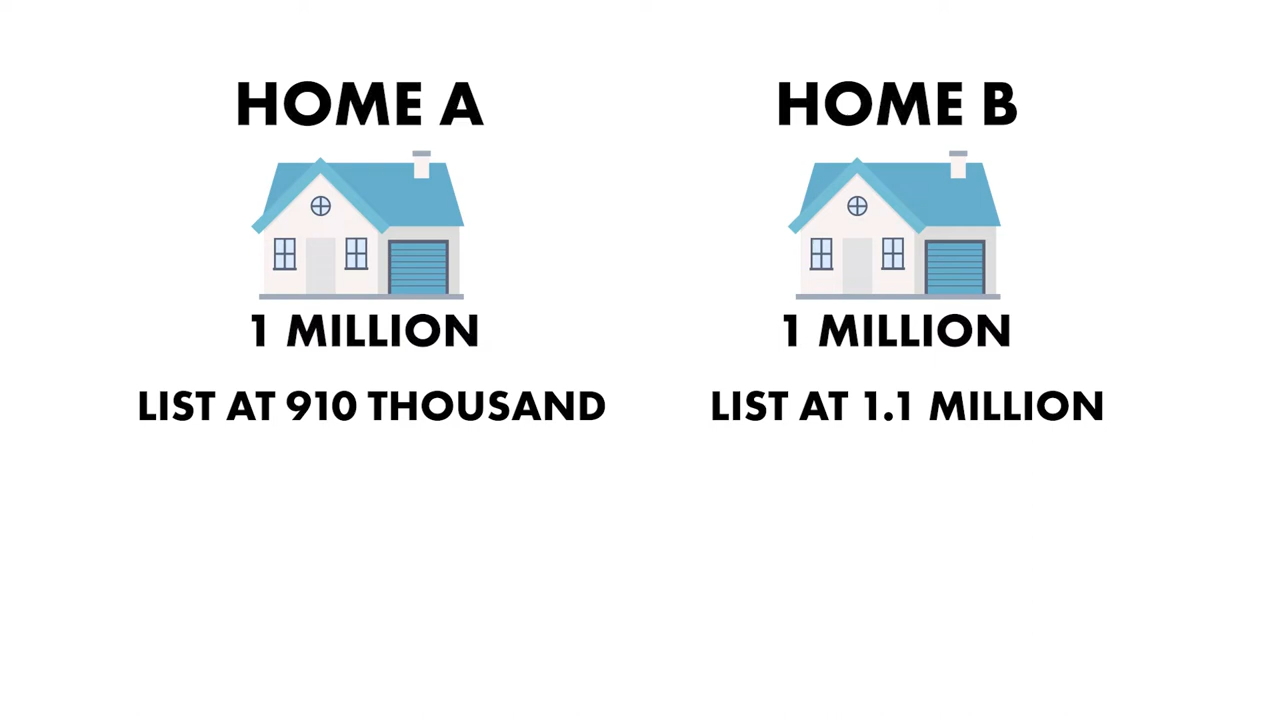 HOME A
HOME B
1 MILLION
1 MILLION
LIST AT 910 THOUSAND
LIST AT 1.1 MILLION